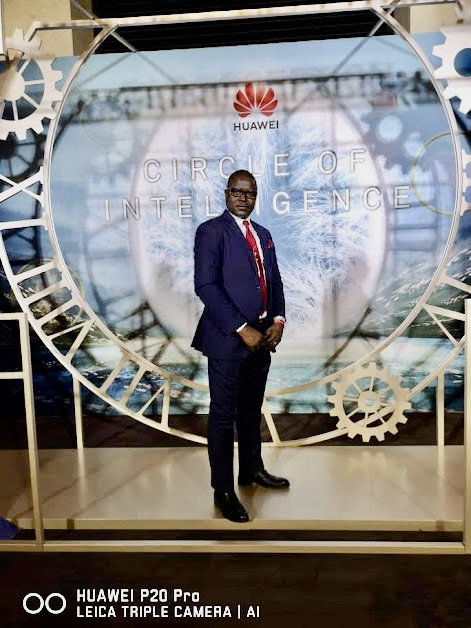 HUAWEI
CIRCLE OF
INTELLIGENCE
HUAWEI P20 Pro
LEICA TRIPLE CAMERA | AI